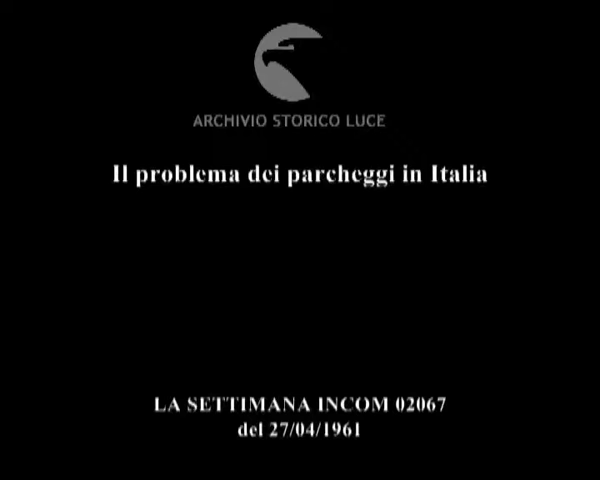 ARCHIVIO STORICO LUCE
Il problema dei parcheggi in Italia
LA SETTIMANA INCOM 02067
del 27/04/1961